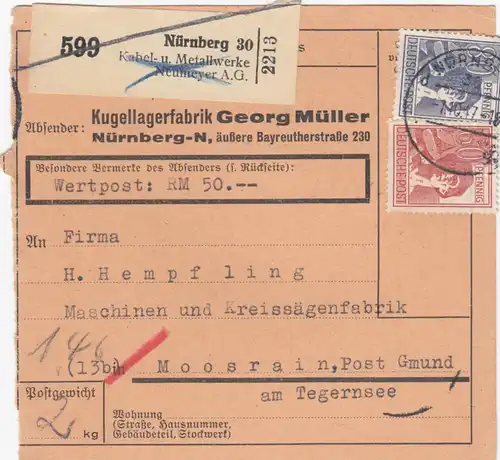 599
Nürnberg 30
Kabel- u. Metallwerke
Neumeyer A.G.
2213
Absender:
Kugellagerfabrik Georg Müller
Nürnberg-N, äußere Bayreutherstraße 230
Besondere Vermerke des Absenders (s. Rückseite):
Wertpost: RM 50.--
An Firma
H. Hempfling
Maschinen und Kreissägenfabrik
146
(13b) Moosrain, Post Gmund
am Tegernsee
Postgewicht
2 kg
Wohnung
(Straße, Hausnummer,
Gebäudeteil, Stockwerk)
DEUTSCHE POST
PFENNIG
DEUTSCHE POST
PFENNIG